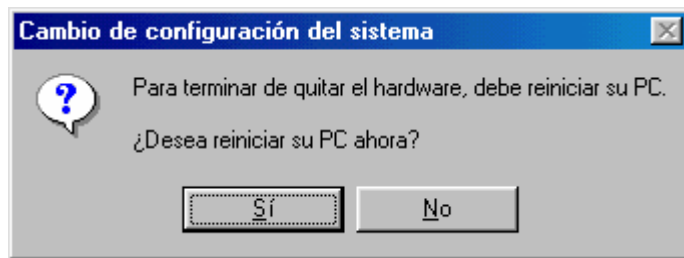 Cambio de configuración del sistema
Para terminar de quitar el hardware, debe reiniciar su PC.
¿Desea reiniciar su PC ahora?
Sí No